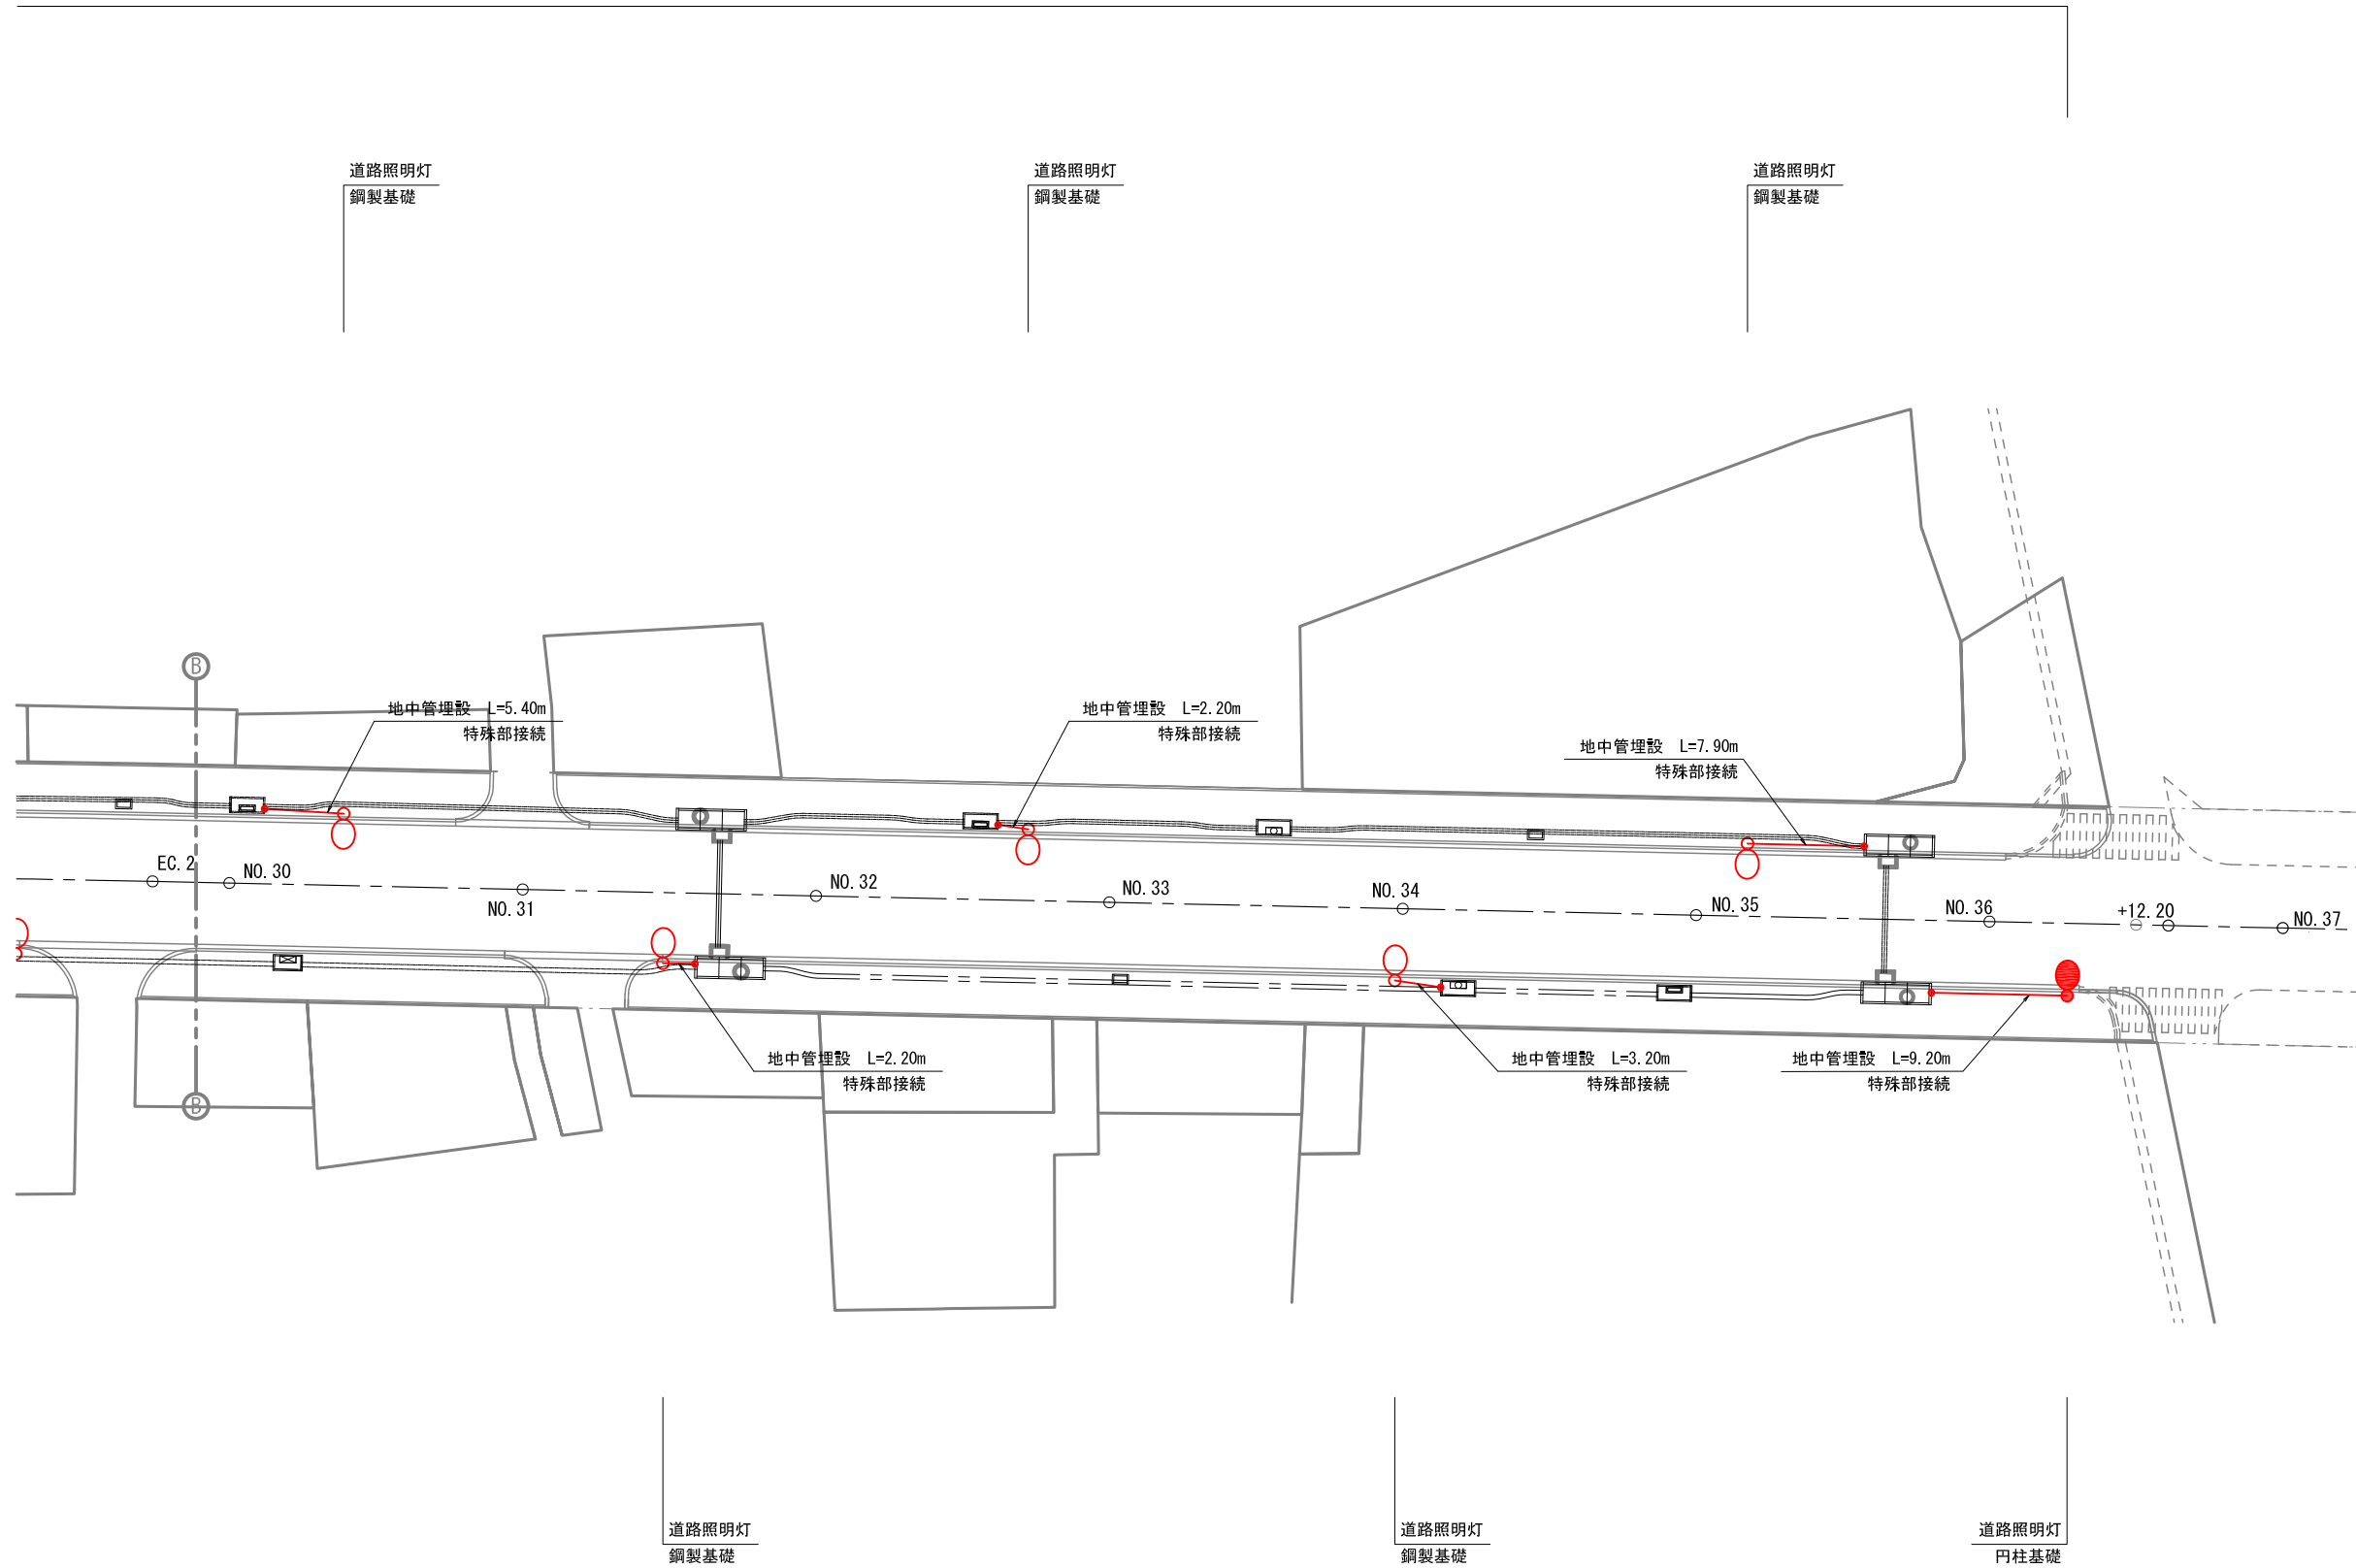 道路照明灯
鋼製基礎
道路照明灯
鋼製基礎
道路照明灯
鋼製基礎
B
地中管埋設　L=5.40m
特殊部接続
地中管埋設　L=2.20m
特殊部接続
地中管埋設　L=7.90m
特殊部接続
EC.2
NO.30
NO.31
NO.32
NO.33
NO.34
NO.35
NO.36
+12.20
NO.37
地中管埋設　L=2.20m
特殊部接続
地中管埋設　L=3.20m
特殊部接続
地中管埋設　L=9.20m
特殊部接続
B
道路照明灯
鋼製基礎
道路照明灯
鋼製基礎
道路照明灯
円柱基礎